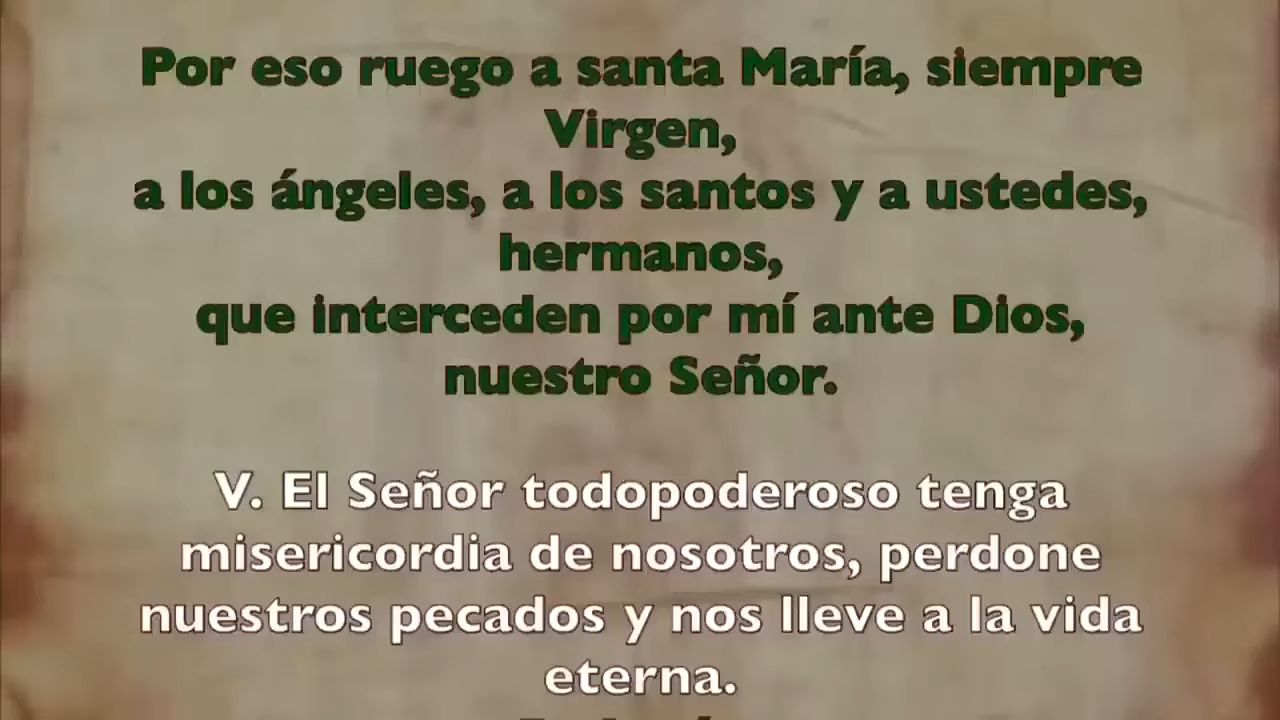 Por eso ruego a santa María, siempre
Virgen,
a los ángeles, a los santos y a ustedes,
hermanos,
que interceden por mí ante Dios,
nuestro Señor.
V. El Señor todopoderoso tenga
misericordia de nosotros, perdone
nuestros pecados y nos lleve a la vida
eterna.